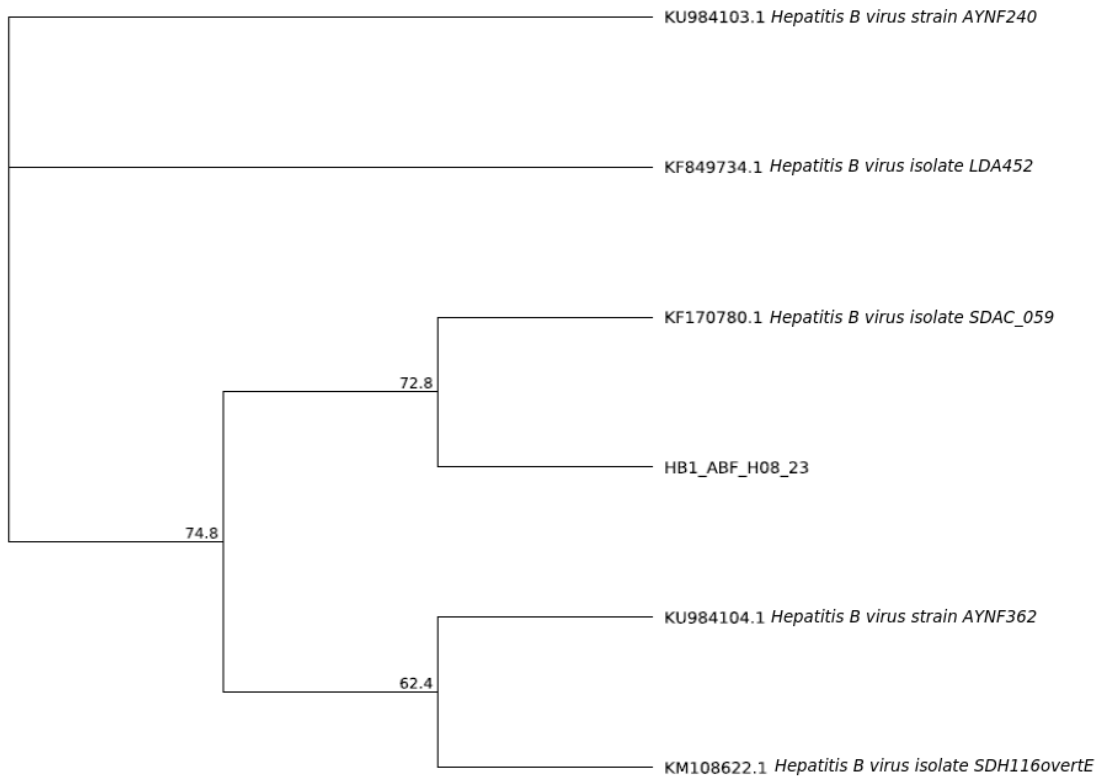 KU984103.1 Hepatitis B virus strain AYNF240
KF849734.1 Hepatitis B virus isolate LDA452
KF170780.1 Hepatitis B virus isolate SDAC_059
72.8
HB1_ABF_H08_23
74.8
KU984104.1 Hepatitis B virus strain AYNF362
62.4
KM108622.1 Hepatitis B virus isolate SDH116overtE